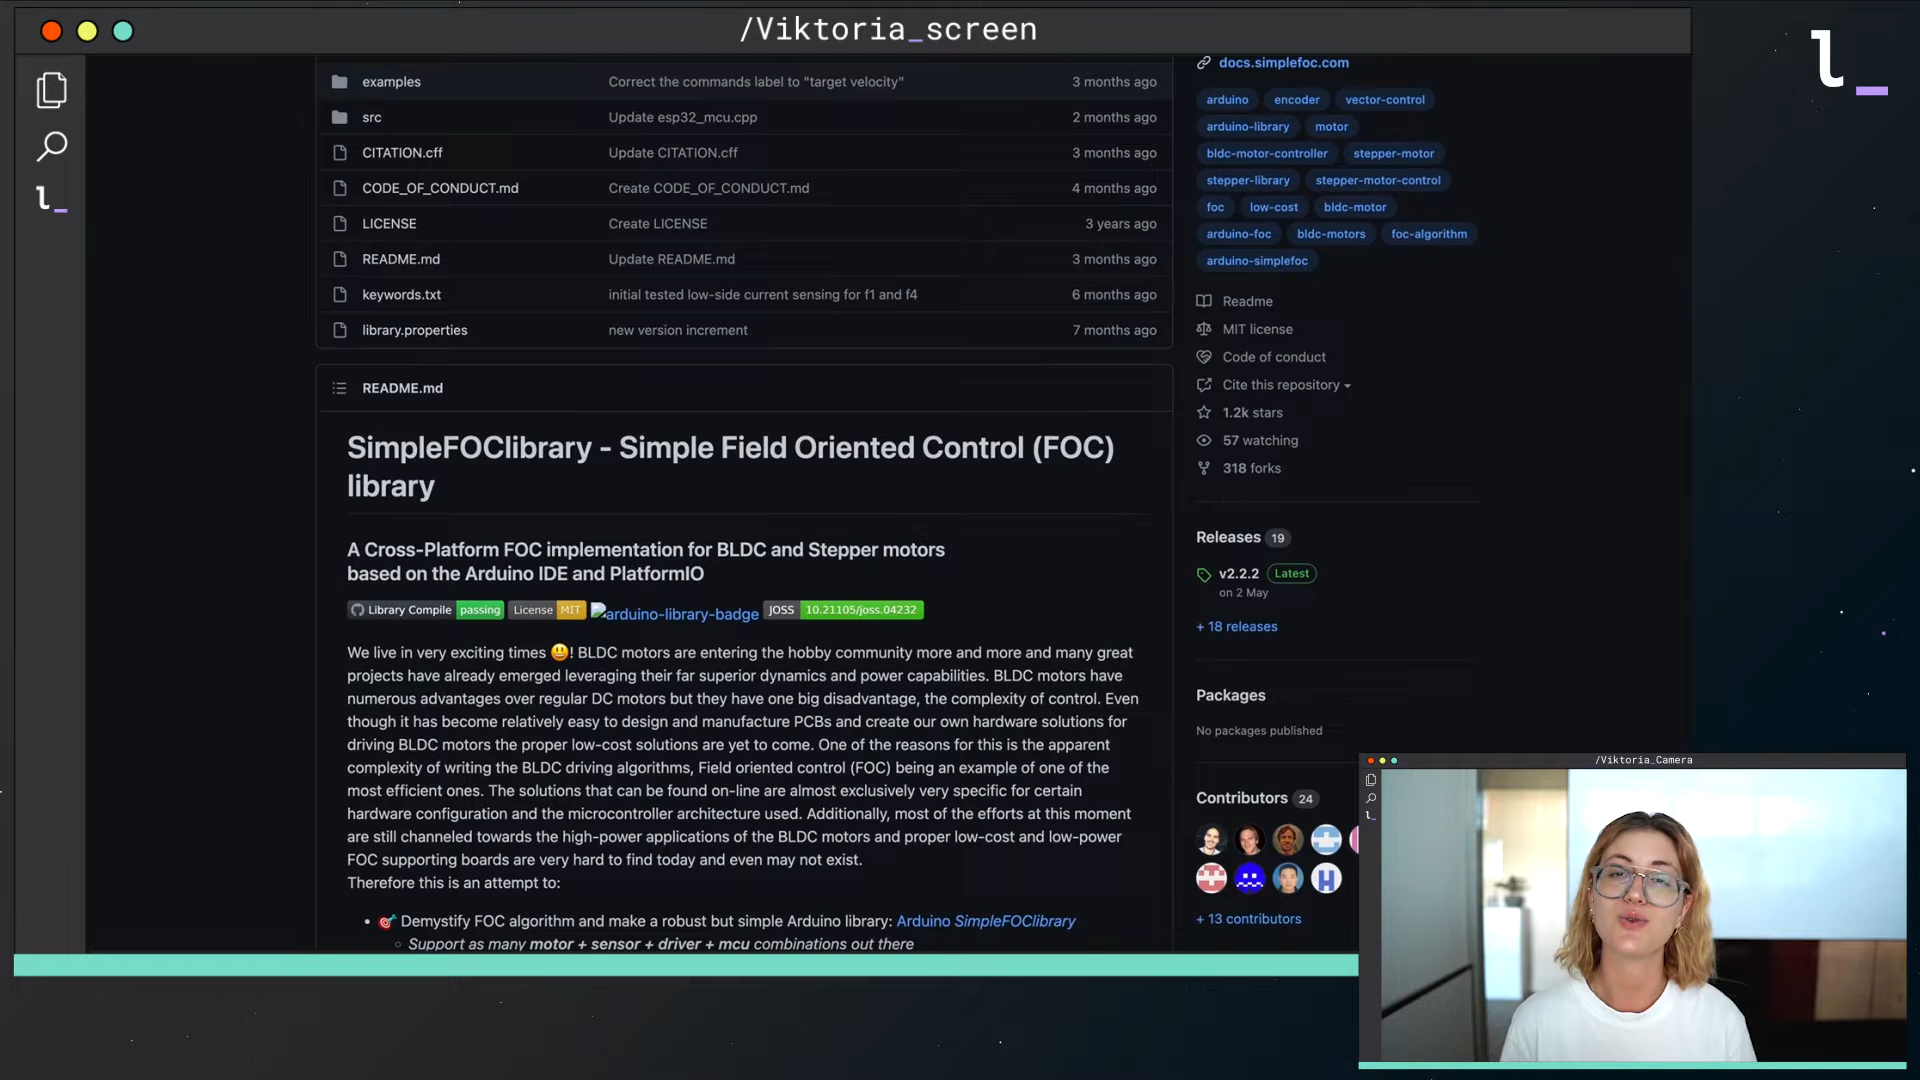 /Viktoria_screen
l_
l_
examples Correct the commands label to "target velocity" 3 months ago
src Update esp32_mcu.cpp 2 months ago
CITATION.cff Update CITATION.cff 3 months ago
CODE_OF_CONDUCT.md Create CODE_OF_CONDUCT.md 4 months ago
LICENSE Create LICENSE 3 years ago
README.md Update README.md 3 months ago
keywords.txt initial tested low-side current sensing for f1 and f4 6 months ago
library.properties new version increment 7 months ago
README.md
SimpleFOClibrary - Simple Field Oriented Control (FOC)
library
A Cross-Platform FOC implementation for BLDC and Stepper motors
based on the Arduino IDE and PlatformIO
Library Compile passing License MIT arduino-library-badge JOSS 10.21105/joss.04232
We live in very exciting times 😃! BLDC motors are entering the hobby community more and more and many great
projects have already emerged leveraging their far superior dynamics and power capabilities. BLDC motors have
numerous advantages over regular DC motors but they have one big disadvantage, the complexity of control. Even
though it has become relatively easy to design and manufacture PCBs and create our own hardware solutions for
driving BLDC motors the proper low-cost solutions are yet to come. One of the reasons for this is the apparent
complexity of writing the BLDC driving algorithms, Field oriented control (FOC) being an example of one of the
most efficient ones. The solutions that can be found on-line are almost exclusively very specific for certain
hardware configuration and the microcontroller architecture used. Additionally, most of the efforts at this moment
are still channeled towards the high-power applications of the BLDC motors and proper low-cost and low-power
FOC supporting boards are very hard to find today and even may not exist.
Therefore this is an attempt to:
• 🎯 Demystify FOC algorithm and make a robust but simple Arduino library: Arduino SimpleFOClibrary
◦ Support as many motor + sensor + driver + mcu combinations out there
docs.simplefoc.com
arduino encoder vector-control
arduino-library motor
bldc-motor-controller stepper-motor
stepper-library stepper-motor-control
foc low-cost bldc-motor
arduino-foc bldc-motors foc-algorithm
arduino-simplefoc
Readme
MIT license
Code of conduct
Cite this repository
1.2k stars
57 watching
318 forks
Releases 19
v2.2.2 Latest
on 2 May
+ 18 releases
Packages
No packages published
Contributors 24
+ 13 contributors
/Viktoria_Camera
l_